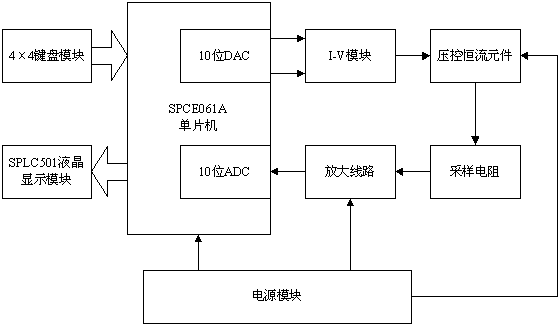 4×4键盘模块
10位DAC
I-V模块
压控恒流元件
SPCE061A
单片机
SPLC501液晶
显示模块
10位ADC
放大线路
采样电阻
电源模块